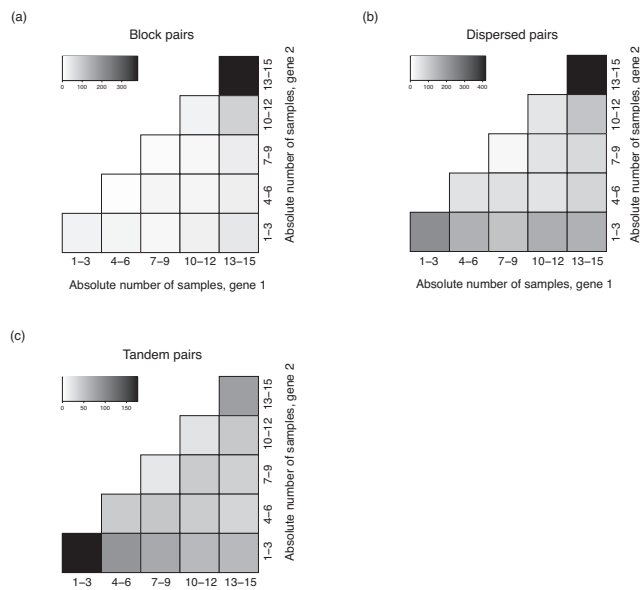 (a)
Block pairs
0 100 200 300
13–15
10–12
7–9
4–6
1–3
Absolute number of samples, gene 2
1–3 4–6 7–9 10–12 13–15
Absolute number of samples, gene 1
(b)
Dispersed pairs
0 100 200 300 400
13–15
10–12
7–9
4–6
1–3
Absolute number of samples, gene 2
1–3 4–6 7–9 10–12 13–15
Absolute number of samples, gene 1
(c)
Tandem pairs
0 50 100 150
13–15
10–12
7–9
4–6
1–3
Absolute number of samples, gene 2
1–3 4–6 7–9 10–12 13–15